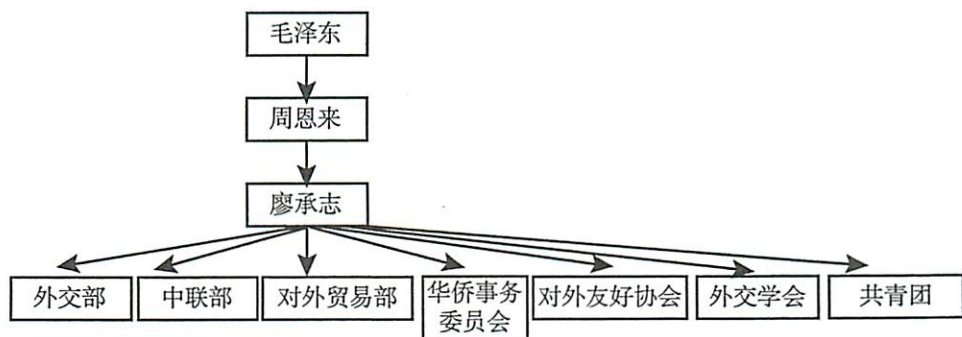 毛泽东
周恩来
廖承志
外交部
中联部
对外贸易部
华侨事务
委员会
对外友好协会
外交学会
共青团